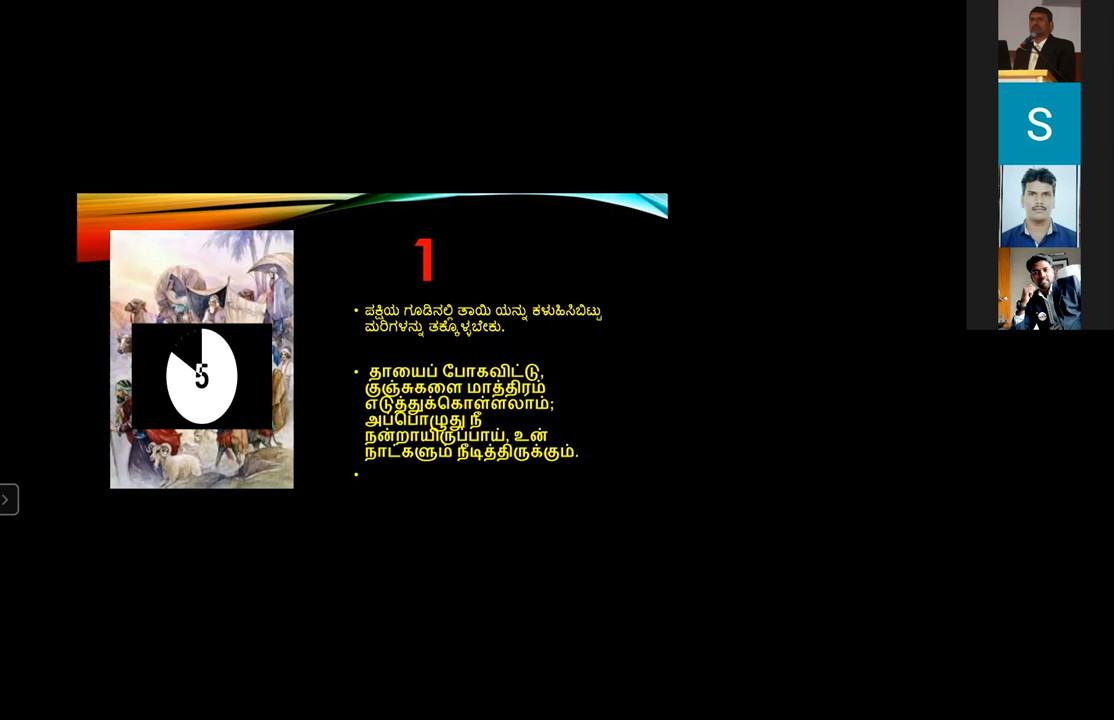 S
1
• ಪಕ್ಷಿಯ ಗೂಡಿನಲ್ಲಿ ತಾಯಿ ಯನ್ನು ಕಳುಹಿಸಿಬಿಟ್ಟು
ಮರಿಗಳನ್ನು ತಕ್ಕೊಳ್ಳಬೇಕು.
5
• தாயைப் போகவிட்டு,
குஞ்சுகளை மாத்திரம்
எடுத்துக்கொள்ளலாம்;
அப்பொழுது நீ
நன்றாயிருப்பாய், உன்
நாட்களும் நீடித்திருக்கும்.
•